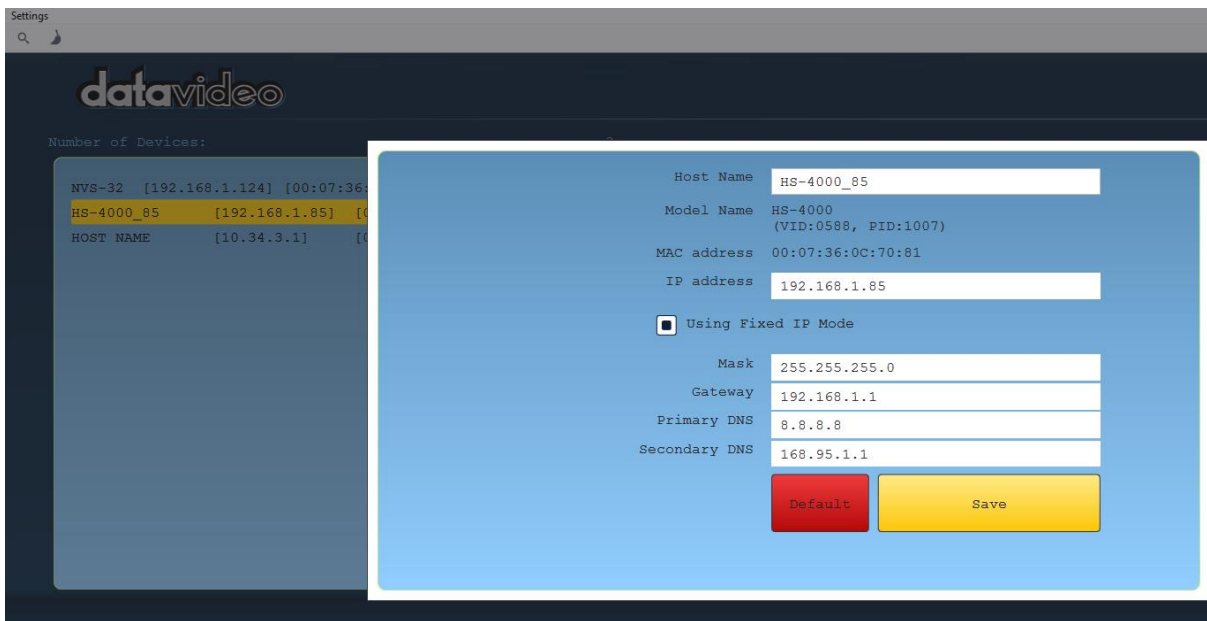 Settings
datavideo
Number of Devices:
NVS-32 [192.168.1.124] [00:07:36:
HS-4000_85 [192.168.1.85] [0
HOST NAME [10.34.3.1] [0
Host Name HS-4000_85
Model Name HS-4000
(VID:0588, PID:1007)
MAC address 00:07:36:0C:70:81
IP address 192.168.1.85
Using Fixed IP Mode
Mask 255.255.255.0
Gateway 192.168.1.1
Primary DNS 8.8.8.8
Secondary DNS 168.95.1.1
Default Save